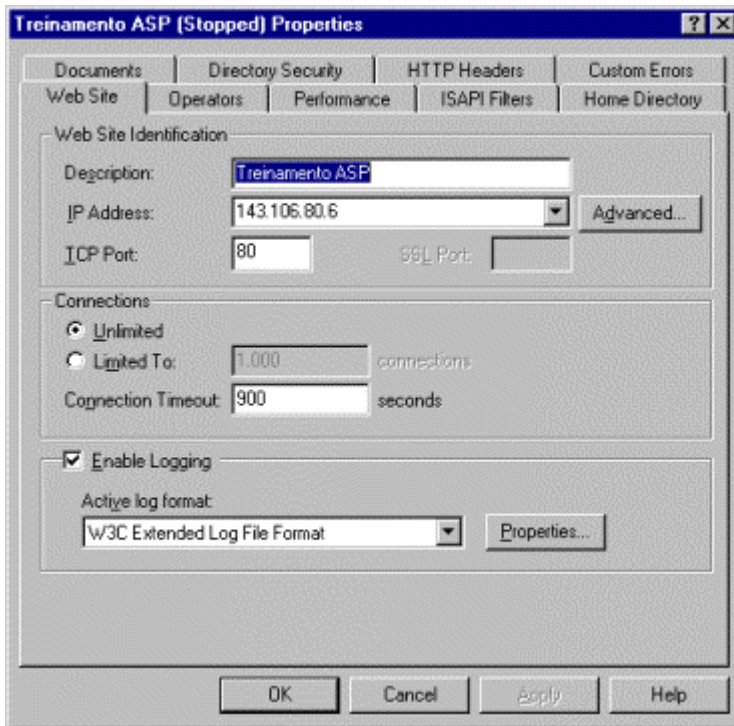 Treinamento ASP (Stopped) Properties
Documents Directory Security HTTP Headers Custom Errors
Web Site Operators Performance ISAPI Filters Home Directory
Web Site Identification
Description: Treinamento ASP
IP Address: 143.106.80.6 Advanced...
TCP Port: 80 SSL Port:
Connections
Unlimited
Limited To: 1.000 connections
Connection Timeout: 900 seconds
Enable Logging
Active log format:
W3C Extended Log File Format Properties...
OK Cancel Apply Help